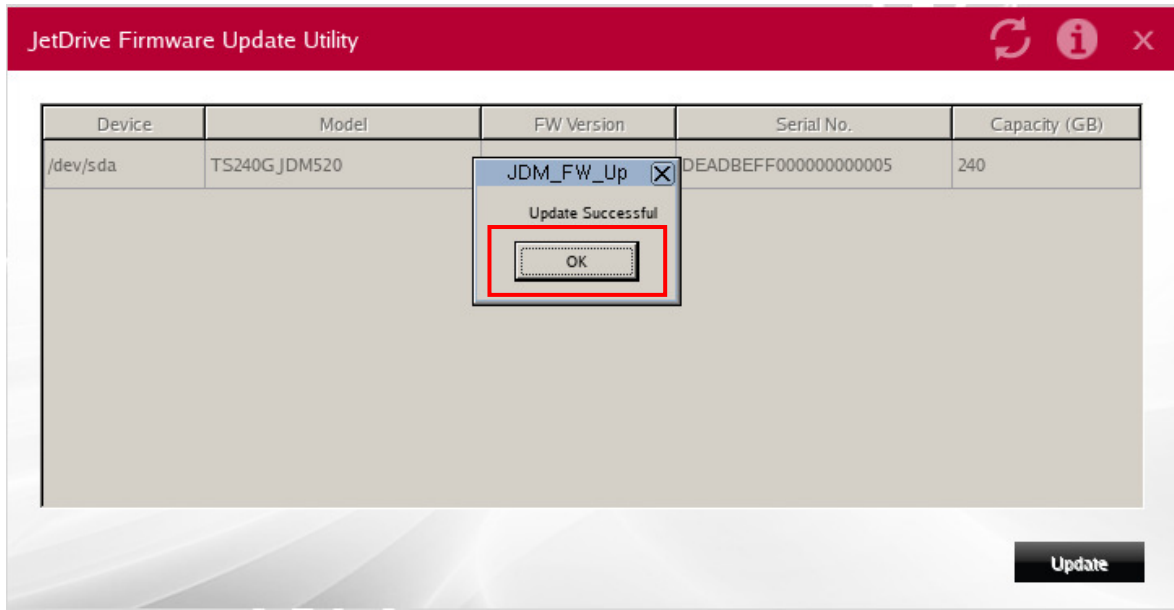 JetDrive Firmware Update Utility
Device Model FW Version Serial No. Capacity (GB)
/dev/sda TS240GJDM520 DEADBEFF000000000005 240
JDM_FW_Up
Update Successful
OK
Update